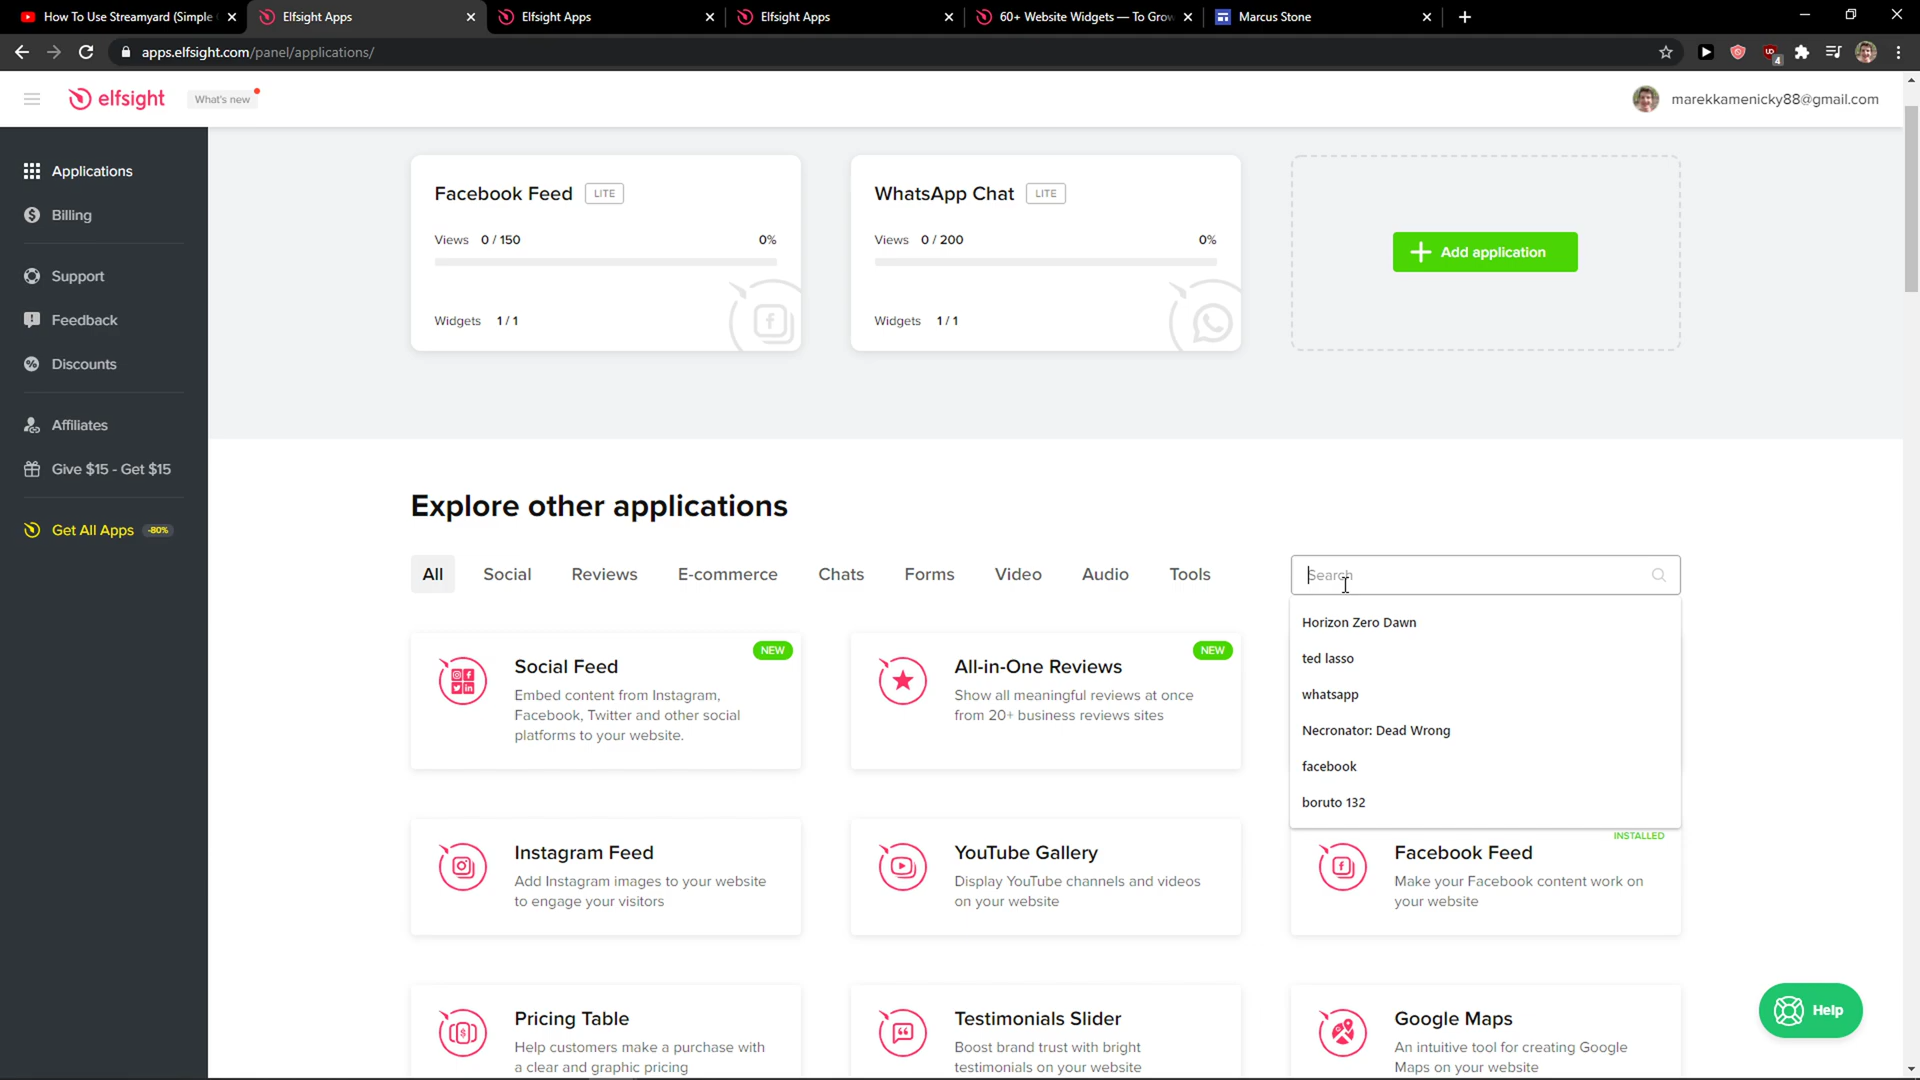 How To Use Streamyard (Simple
Elfsight Apps
Elfsight Apps
Elfsight Apps
60+ Website Widgets — To Grow
Marcus Stone
apps.elfsight.com/panel/applications/
4
elfsight
What's new
marekkamenicky88@gmail.com
Applications
Billing
Support
Feedback
Discounts
Affiliates
Give $15 - Get $15
Get All Apps -80%
Facebook Feed LITE
Views 0 / 150 0%
Widgets 1 / 1
WhatsApp Chat LITE
Views 0 / 200 0%
Widgets 1 / 1
Add application
Explore other applications
All Social Reviews E-commerce Chats Forms Video Audio Tools
Search
Horizon Zero Dawn
ted lasso
whatsapp
Necronator: Dead Wrong
facebook
boruto 132
NEW
Social Feed
Embed content from Instagram,
Facebook, Twitter and other social
platforms to your website.
NEW
All-in-One Reviews
Show all meaningful reviews at once
from 20+ business reviews sites
Instagram Feed
Add Instagram images to your website
to engage your visitors
YouTube Gallery
Display YouTube channels and videos
on your website
INSTALLED
Facebook Feed
Make your Facebook content work on
your website
Pricing Table
Help customers make a purchase with
a clear and graphic pricing
Testimonials Slider
Boost brand trust with bright
testimonials on your website
Google Maps
An intuitive tool for creating Google
Maps on your website
Help